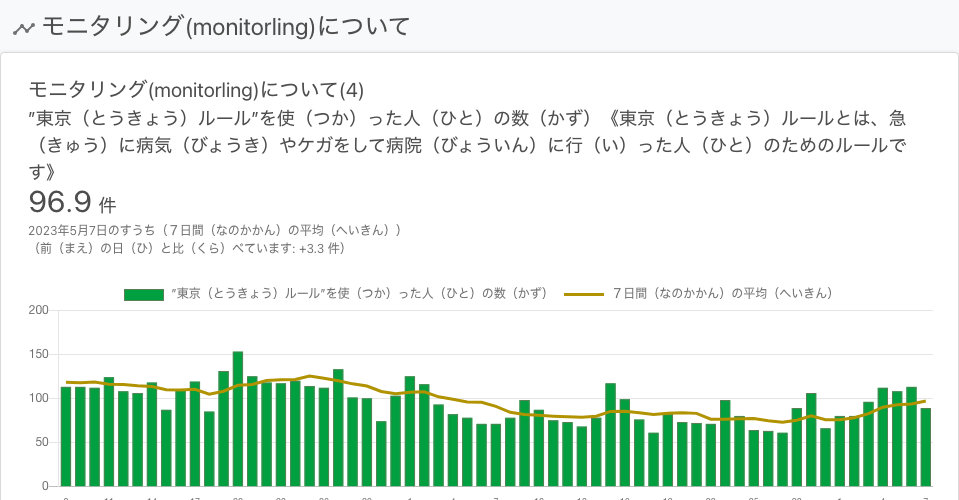 モニタリング(monitorling)について
モニタリング(monitorling)について(4)
”東京（とうきょう）ルール”を使（つか）った人（ひと）の数（かず）《東京（とうきょう）ルールとは、急
（きゅう）に病気（びょうき）やケガをして病院（びょういん）に行（い）った人（ひと）のためのルールで
す》
96.9 件
2023年5月7日のすうち（７日間（なのかかん）の平均（へいきん））
（前（まえ）の日（ひ）と比（くら）べています: +3.3 件）
”東京（とうきょう）ルール”を使（つか）った人（ひと）の数（かず） ７日間（なのかかん）の平均（へいきん）
200
150
100
50
0